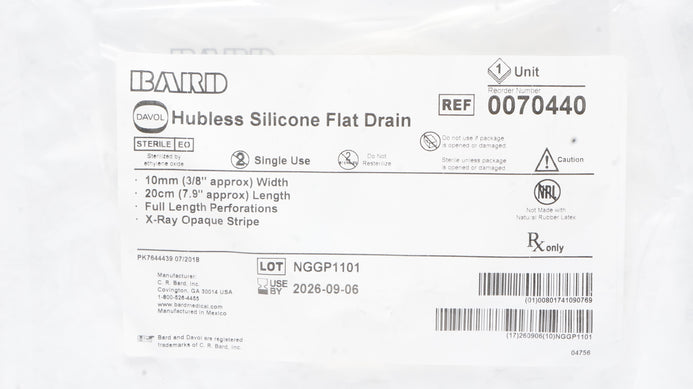 BARD
1 Unit
Reorder Number
REF 0070440
DAVOL Hubless Silicone Flat Drain
STERILE EO
Sterilized by
ethylene oxide
2 Single Use
Do Not
Resterilize
Do not use if package
is opened or damaged.
Sterile unless package
is opened or damaged.
Caution
· 10mm (3/8" approx) Width
· 20cm (7.9" approx) Length
· Full Length Perforations
· X-Ray Opaque Stripe
NRL
Not Made with
Natural Rubber Latex
Rx only
PK7644439 07/2018
LOT NGGP1101
USE
BY 2026-09-06
Manufacturer:
C. R. Bard, Inc.
Covington, GA 30014 USA
1-800-526-4455
www.bardmedical.com
Manufactured in Mexico
(01)00801741090769
(17)260906(10)NGGP1101
Bard and Davol are registered
trademarks of C. R. Bard, Inc.
04756